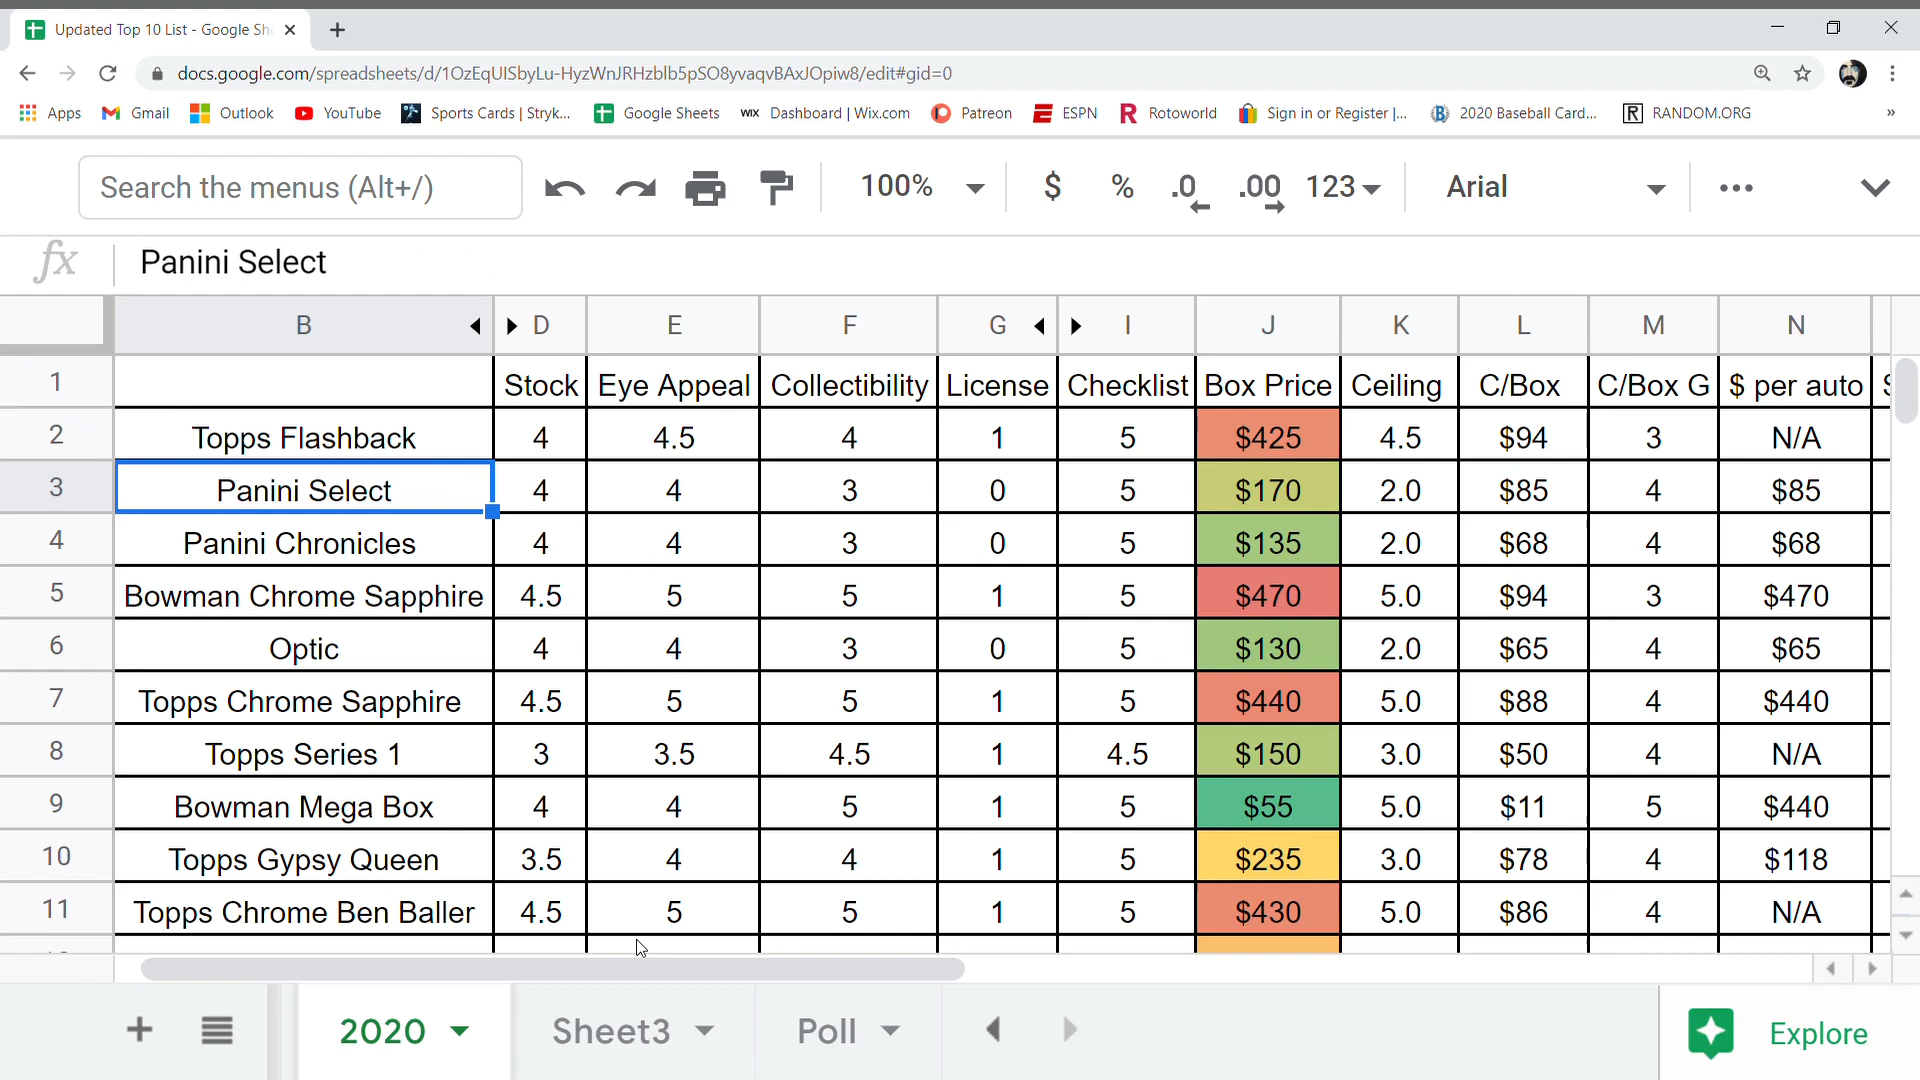 Updated Top 10 List - Google Sh
docs.google.com/spreadsheets/d/1OzEqUISbyLu-HyzWnJRHzblb5pSO8yvaqvBAxJOpiw8/edit#gid=0
Apps Gmail Outlook YouTube Sports Cards | Stryk... Google Sheets WIX Dashboard | Wix.com Patreon ESPN R Rotoworld Sign in or Register |... B 2020 Baseball Card... R RANDOM.ORG »
Search the menus (Alt+/) 100% $ % .0 .00 123 Arial
fx Panini Select
B D E F G I J K L M N
1 Stock Eye Appeal Collectibility License Checklist Box Price Ceiling C/Box C/Box G $ per auto
2 Topps Flashback 4 4.5 4 1 5 $425 4.5 $94 3 N/A
3 Panini Select 4 4 3 0 5 $170 2.0 $85 4 $85
4 Panini Chronicles 4 4 3 0 5 $135 2.0 $68 4 $68
5 Bowman Chrome Sapphire 4.5 5 5 1 5 $470 5.0 $94 3 $470
6 Optic 4 4 3 0 5 $130 2.0 $65 4 $65
7 Topps Chrome Sapphire 4.5 5 5 1 5 $440 5.0 $88 4 $440
8 Topps Series 1 3 3.5 4.5 1 4.5 $150 3.0 $50 4 N/A
9 Bowman Mega Box 4 4 5 1 5 $55 5.0 $11 5 $440
10 Topps Gypsy Queen 3.5 4 4 1 5 $235 3.0 $78 4 $118
11 Topps Chrome Ben Baller 4.5 5 5 1 5 $430 5.0 $86 4 N/A
2020 Sheet3 Poll Explore